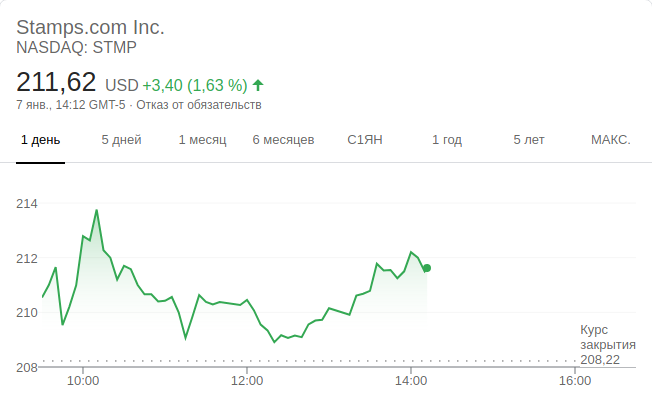 Stamps.com Inc.
NASDAQ: STMP
211,62 USD +3,40 (1,63 %)
7 янв., 14:12 GMT-5 · Отказ от обязательств
1 день 5 дней 1 месяц 6 месяцев С1ЯН 1 год 5 лет МАКС.
214
212
210
Курс
закрытия
208,22
208
10:00 12:00 14:00 16:00